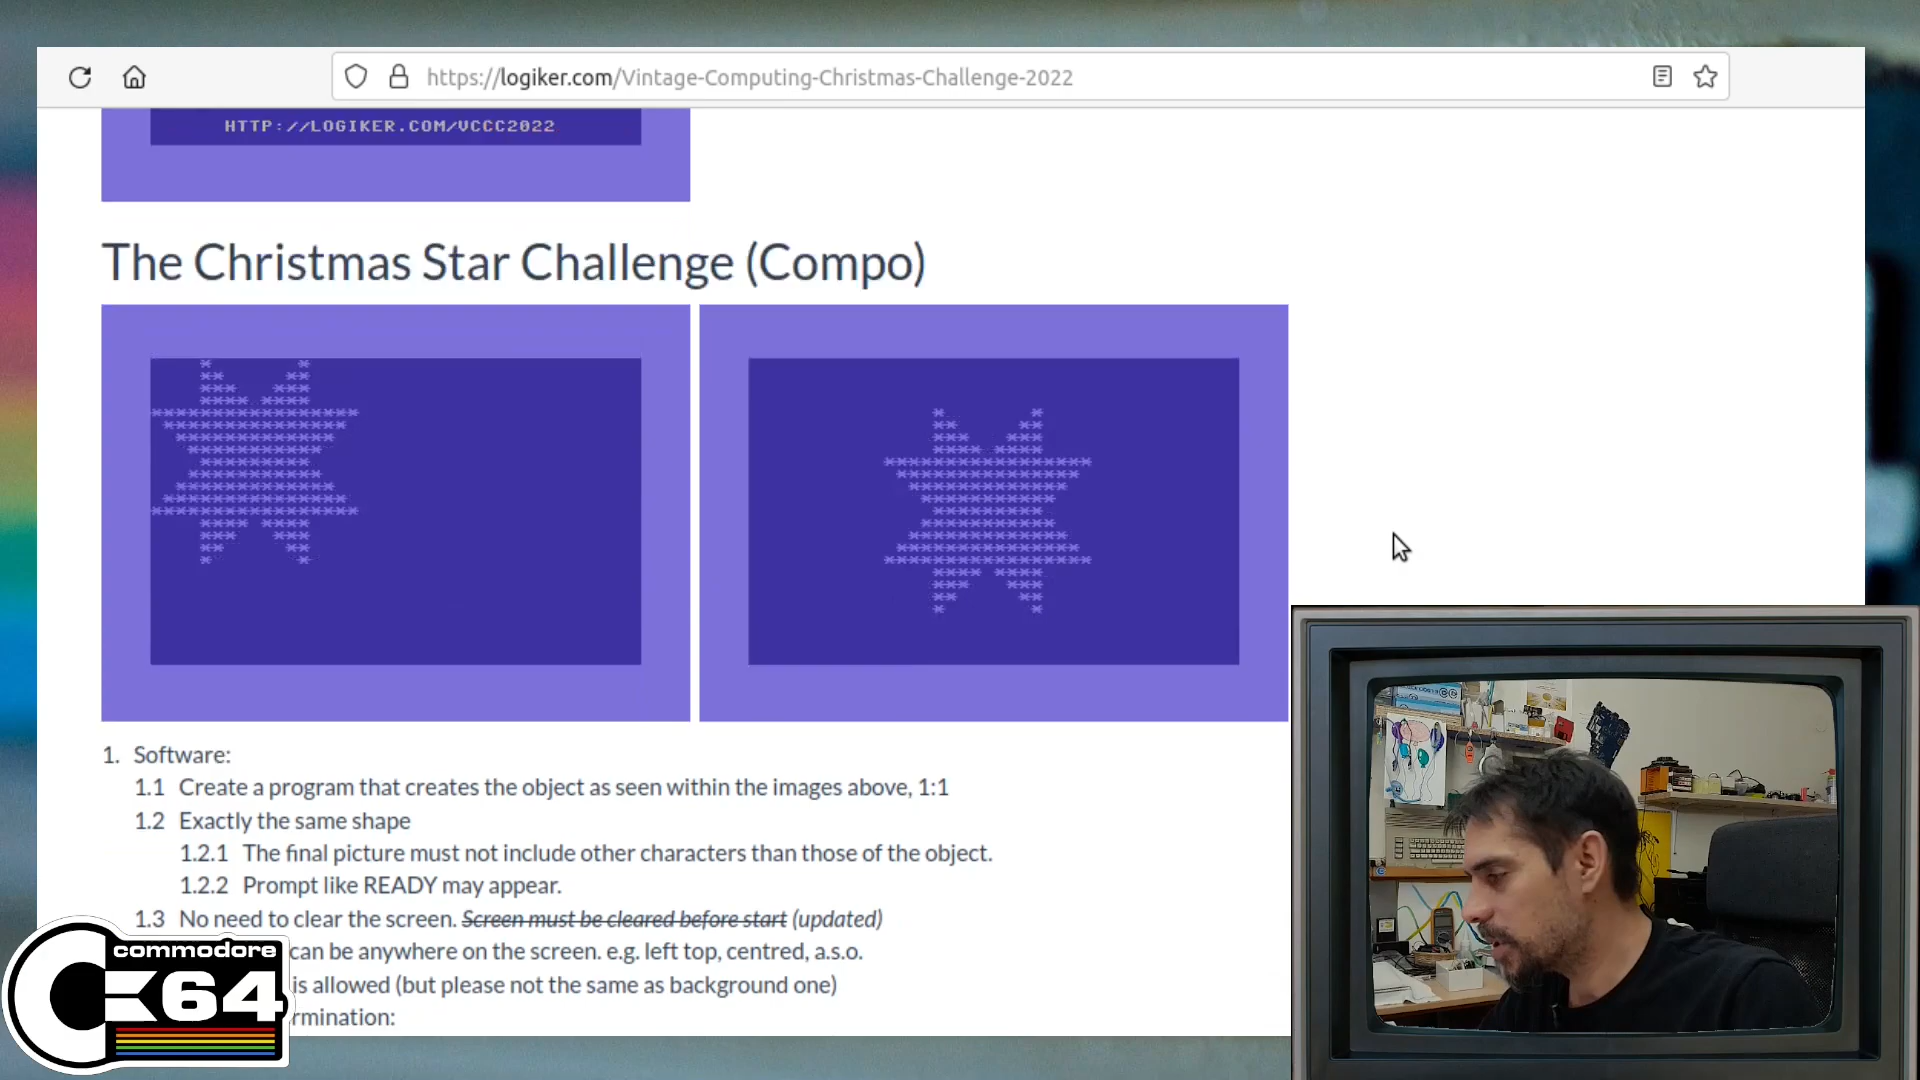 https://logiker.com/Vintage-Computing-Christmas-Challenge-2022
HTTP://LOGIKER.COM/VCCC2022
The Christmas Star Challenge (Compo)
1. Software:
1.1 Create a program that creates the object as seen within the images above, 1:1
1.2 Exactly the same shape
1.2.1 The final picture must not include other characters than those of the object.
1.2.2 Prompt like READY may appear.
1.3 No need to clear the screen. Screen must be cleared before start (updated)
can be anywhere on the screen. e.g. left top, centred, a.s.o.
is allowed (but please not the same as background one)
rmination:
commodore
64